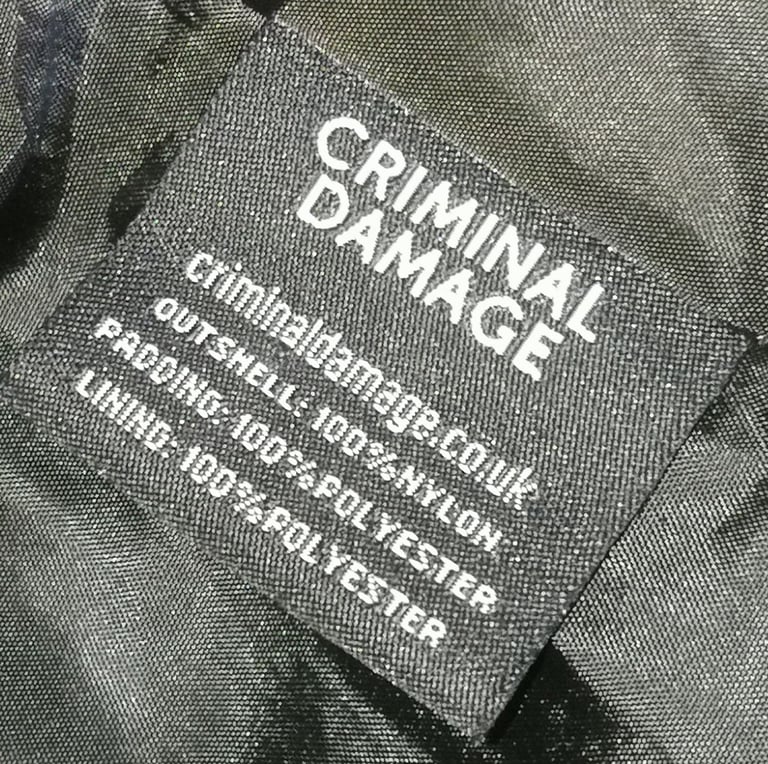 CRIMINAL
DAMAGE
criminaldamage.co.uk
OUTSHELL: 100%NYLON
PADDING: 100%POLYESTER
LINING: 100%POLYESTER